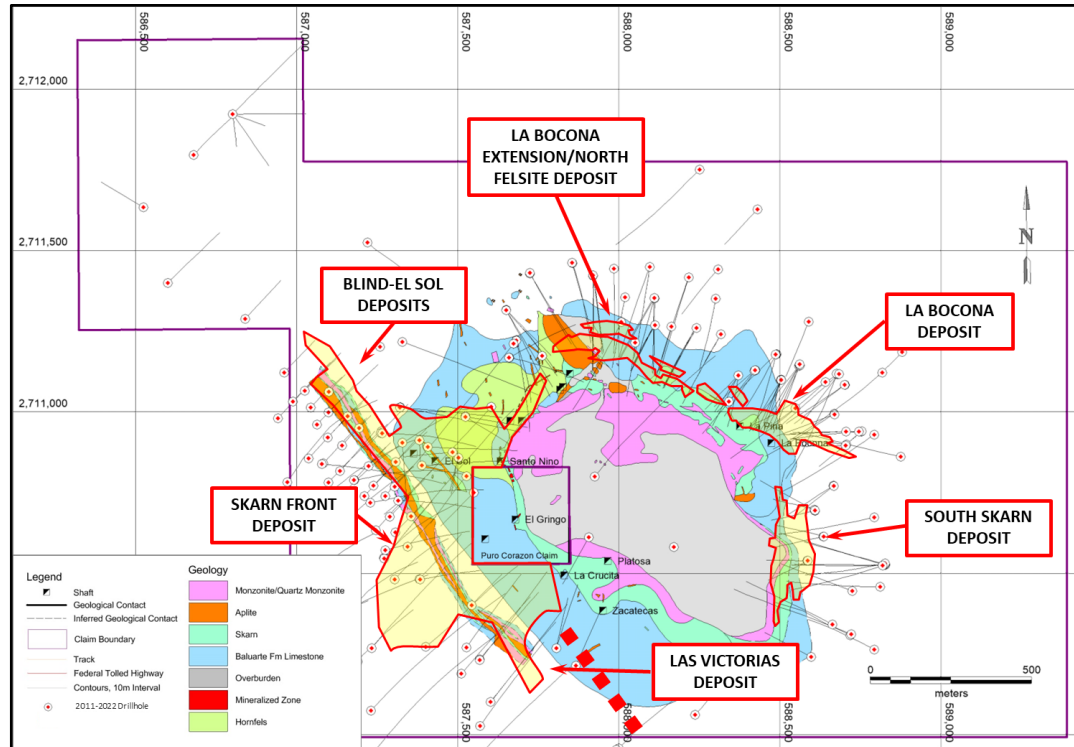 586,500
587,000
587,500
588,000
588,500
589,000
2,712,000
LA BOCONA
EXTENSION/NORTH
FELSITE DEPOSIT
N
2,711,500
BLIND-EL SOL
DEPOSITS
LA BOCONA
DEPOSIT
2,711,000
La Pina
La Bocona
El Sol
Santo Nino
SKARN FRONT
DEPOSIT
El Gringo
SOUTH SKARN
DEPOSIT
Puro Corazon Claim
Platosa
La Crucita
Zacatecas
LAS VICTORIAS
DEPOSIT
0
500
meters
Legend
Shaft
Geological Contact
Inferred Geological Contact
Claim Boundary
Track
Federal Tolled Highway
Contours, 10m Interval
2011-2022 Drillhole
Geology
Monzonite/Quartz Monzonite
Aplite
Skarn
Baluarte Fm Limestone
Overburden
Mineralized Zone
Hornfels
587,500
588,000
588,500
589,000